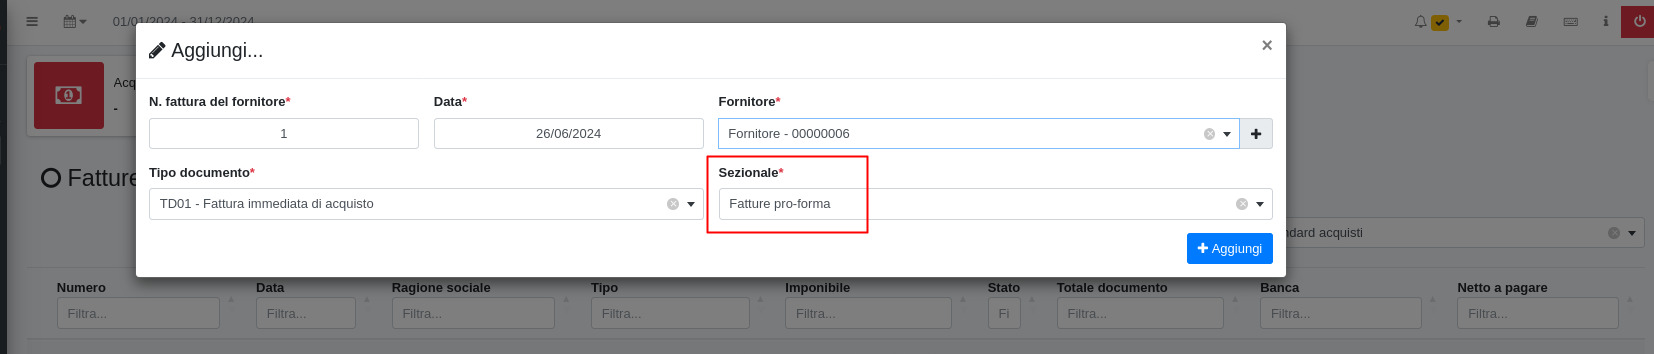 01/01/2024 - 31/12/2024
Aggiungi...
×
Acq
-
N. fattura del fornitore*
Data*
Fornitore*
1
26/06/2024
Fornitore - 00000006
Tipo documento*
Sezionale*
Fatture
TD01 - Fattura immediata di acquisto
Fatture pro-forma
ndard acquisti
Aggiungi
Numero
Data
Ragione sociale
Tipo
Imponibile
Stato
Totale documento
Banca
Netto a pagare
Filtra...
Filtra...
Filtra...
Filtra...
Filtra...
Fi
Filtra...
Filtra...
Filtra...